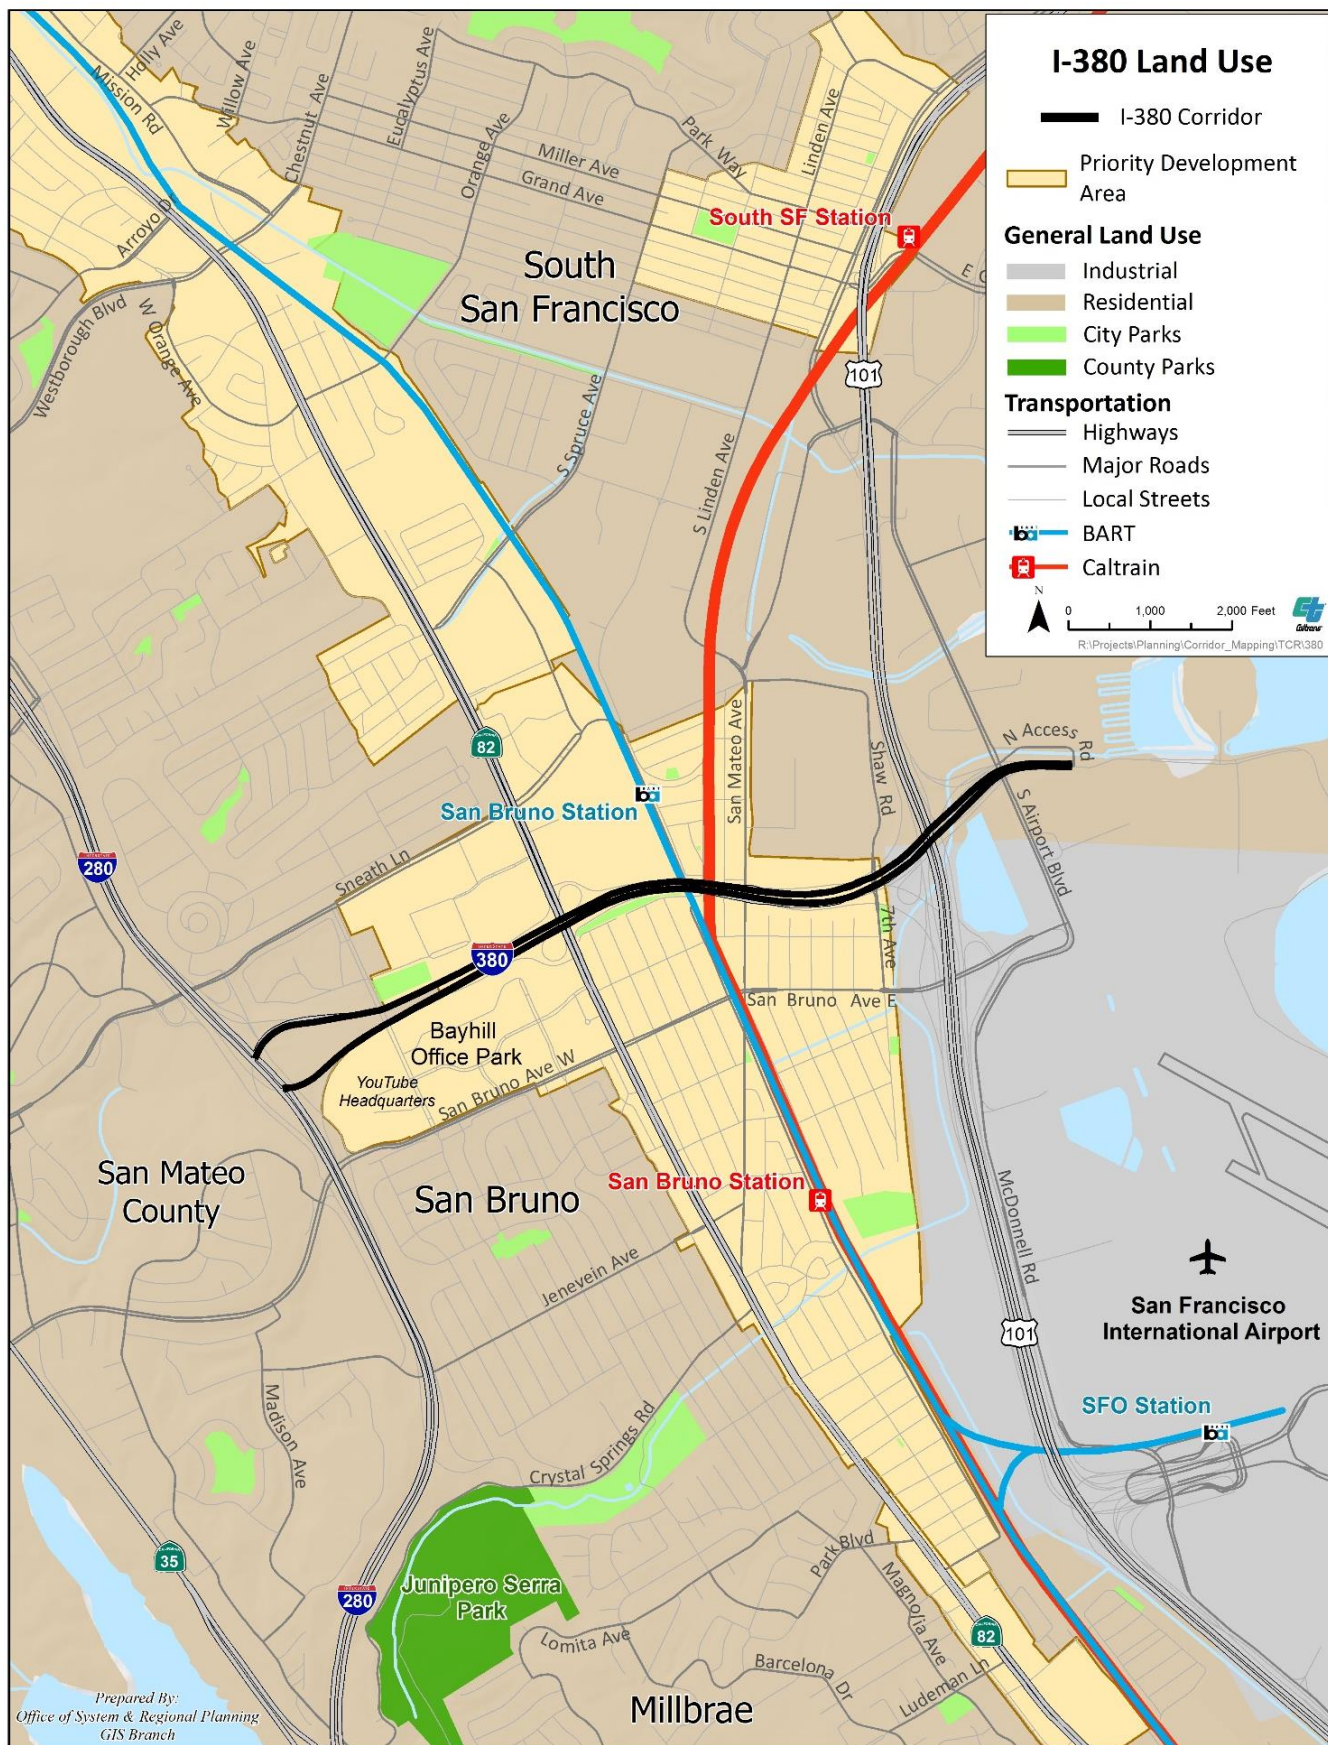 I-380 Land Use
I-380 Corridor
Priority Development
Area
General Land Use
Industrial
Residential
City Parks
County Parks
Transportation
Highways
Major Roads
Local Streets
ba BART
Caltrain
N
0 1,000 2,000 Feet
Caltrans
R:\Projects\Planning\Corridor_Mapping\TCR\380
Holly Ave
Mission Rd
Willow Ave
Chestnut Ave
Eucalyptus Ave
Orange Ave
Miller Ave
Grand Ave
Park Way
Linden Ave
South SF Station
Arroyo D
Westborough Blvd
W Orange Ave
South
San Francisco
101
S Spruce Ave
S Linden Ave
82
San Bruno Station
ba
San Mateo Ave
Shaw Rd
N Access Rd
S Airport Blvd
280
Sneath Ln
380
7th Ave
San Bruno Ave E
Bayhill
Office Park
YouTube
Headquarters
San Bruno Ave W
San Mateo
County
San Bruno
San Bruno Station
McDonnell Rd
Jenevein Ave
San Francisco
International Airport
101
SFO Station
ba
Madison Ave
Crystal Springs Rd
35
280
Junipero Serra
Park
Park Blvd
Magnolia Ave
82
Lomita Ave
Barcelona Dr
Ludeman Ln
Millbrae
Prepared By:
Office of System & Regional Planning
GIS Branch